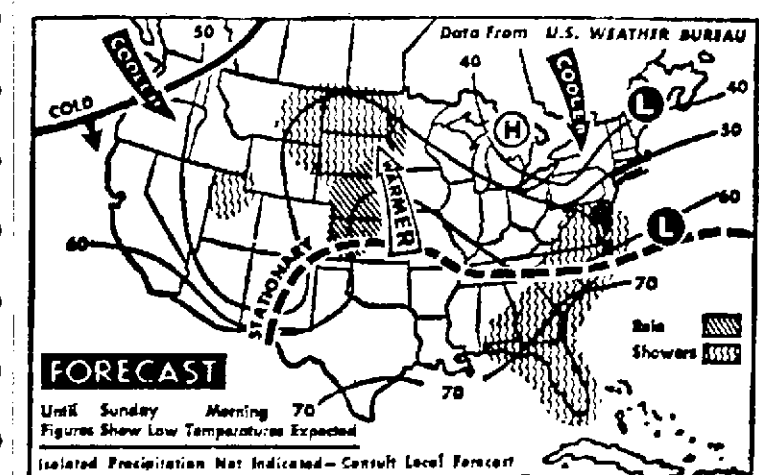 Data From U.S. WEATHER BUREAU
50
40
COOLER
COOLER
L
40
COLD
H
50
WARMER
60
L
60
STATIONARY
70
Rain
Showers
FORECAST
70
Until Sunday Morning 70
Figures Show Low Temperatures Expected
Isolated Precipitation Not Indicated—Consult Local Forecast